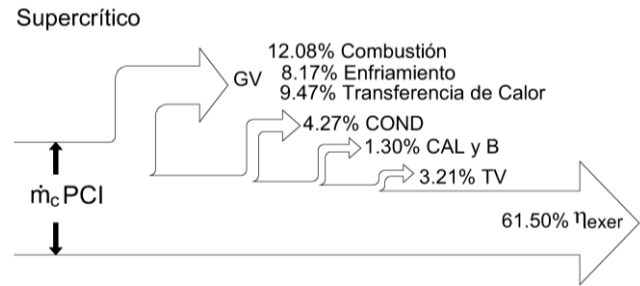 Supercrítico
12.08% Combustión
GV 8.17% Enfriamiento
9.47% Transferencia de Calor
4.27% COND
1.30% CAL y B
3.21% TV
ṁcPCI
61.50% ηexer